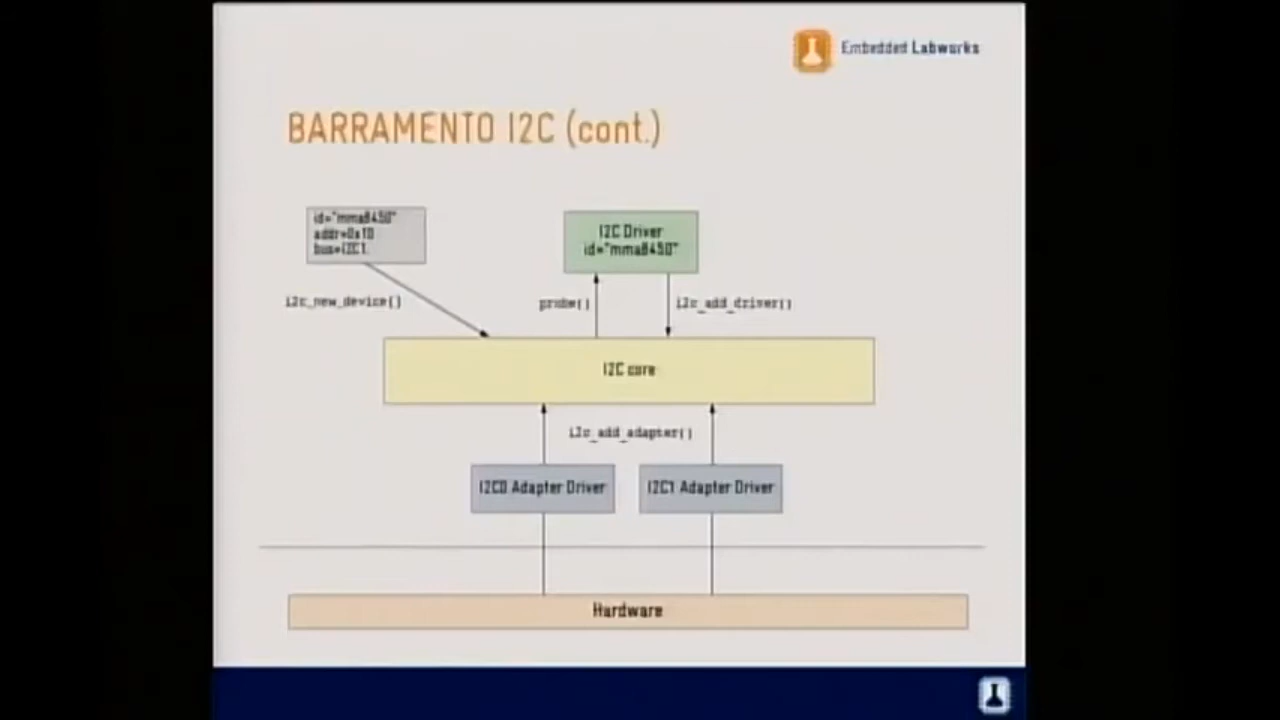 Embedded Labworks
BARRAMENTO I2C (cont.)
id="mma8450"
addr=0x10
bus=I2C1.
I2C Driver
id="mma8450"
i2c_new_device()
probe()
i2c_add_driver()
I2C core
i2c_add_adapter()
I2C0 Adapter Driver
I2C1 Adapter Driver
Hardware